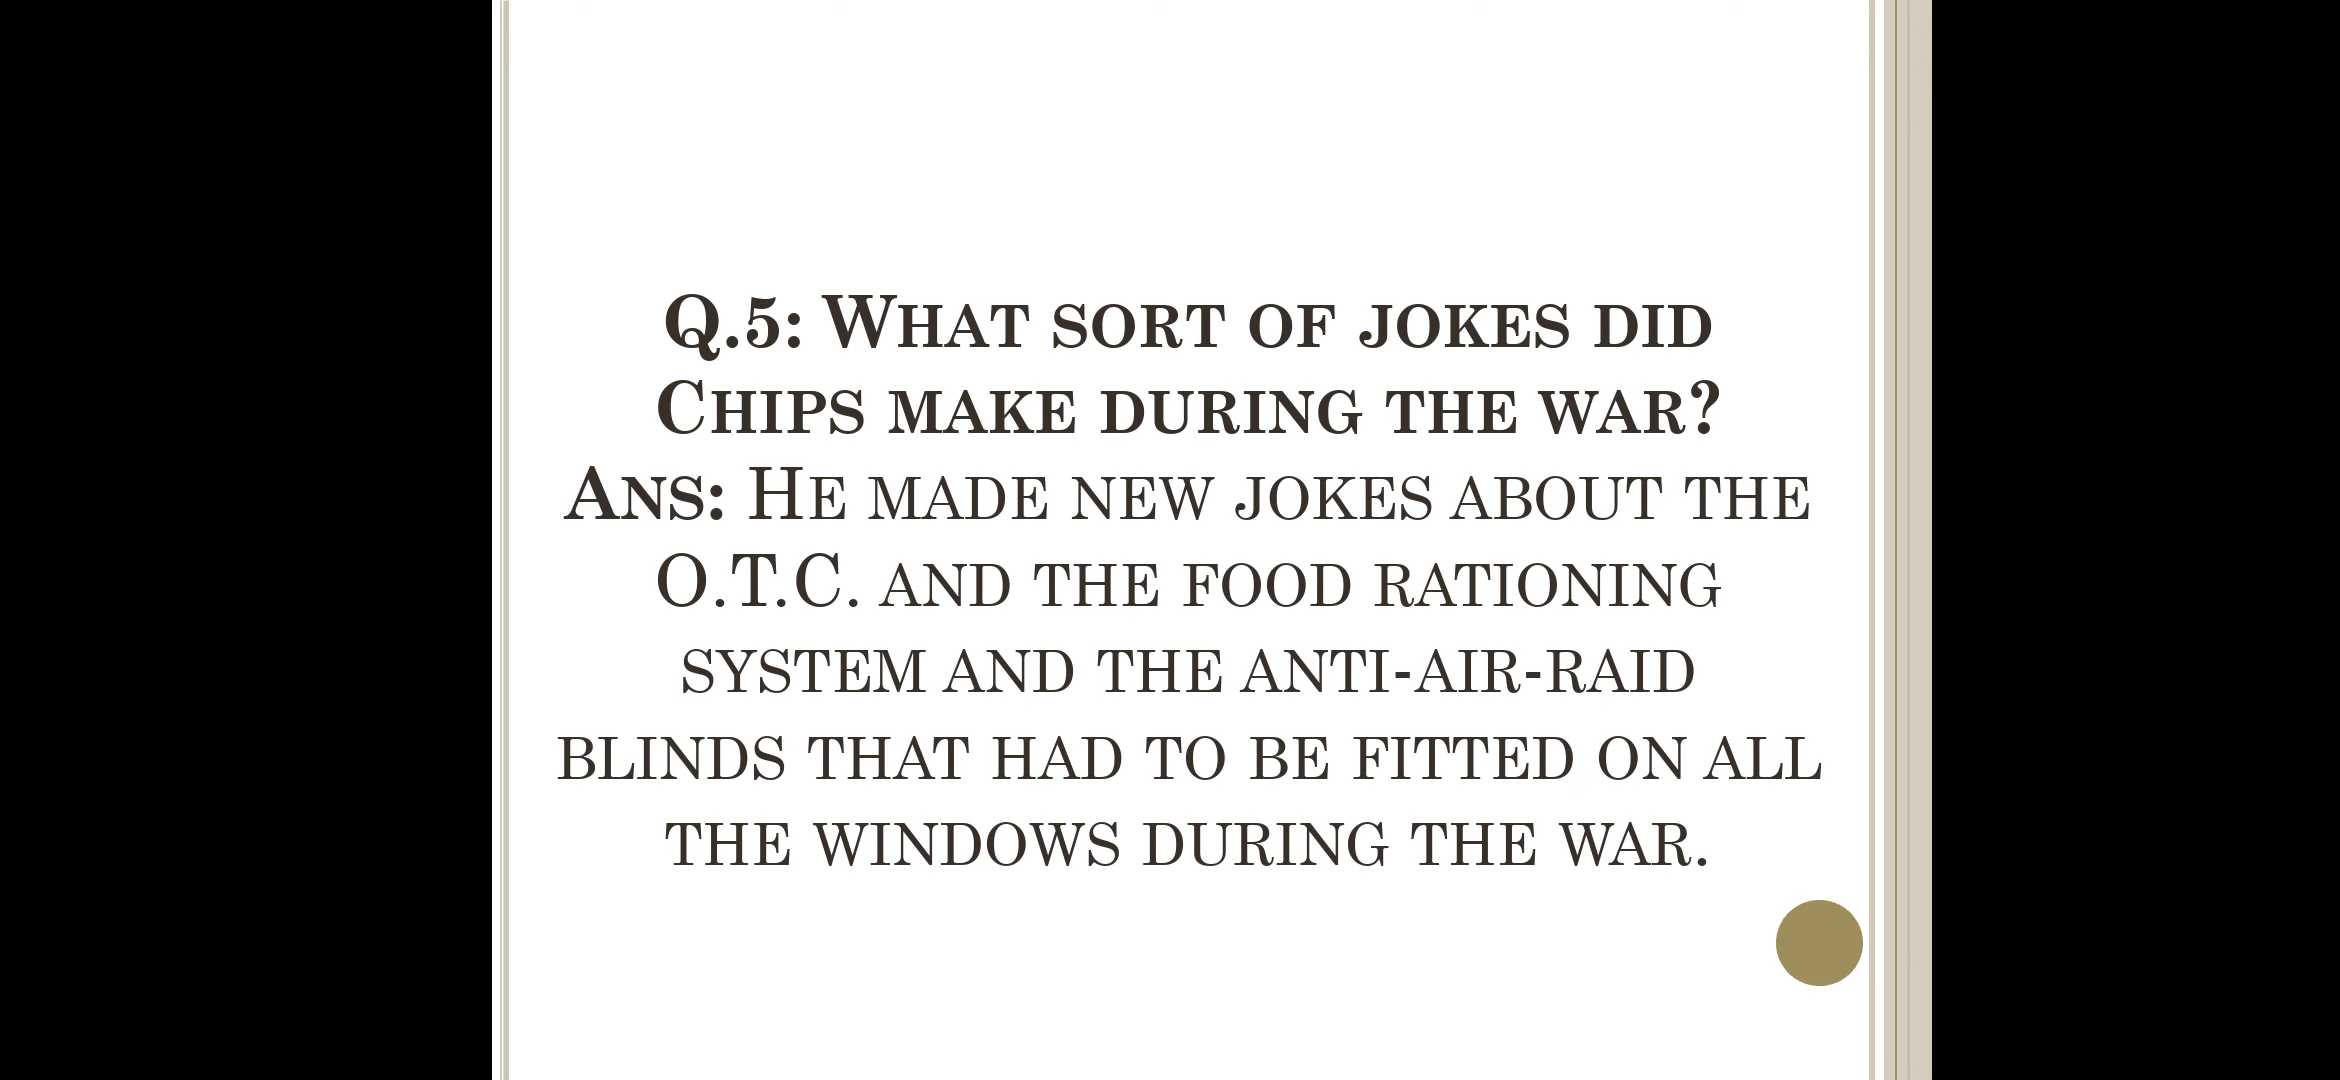 Q.5: What sort of jokes did
Chips make during the war?
Ans: He made new jokes about the
O.T.C. and the food rationing
system and the anti-air-raid
blinds that had to be fitted on all
the windows during the war.